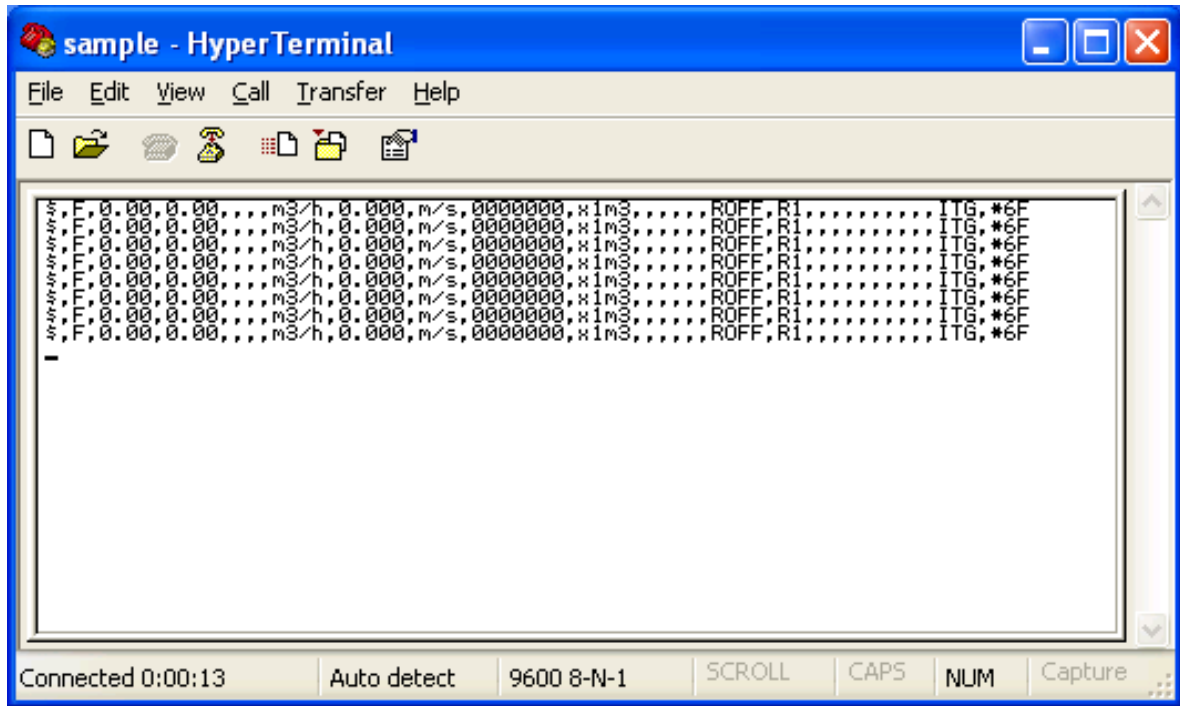 sample - HyperTerminal
File Edit View Call Transfer Help
$,F,0.00,0.00,,,,m3/h,0.000,m/s,0000000,x1m3,,,,,,ROFF,R1,,,,,,,,,,ITG,*6F
$,F,0.00,0.00,,,,m3/h,0.000,m/s,0000000,x1m3,,,,,,ROFF,R1,,,,,,,,,,ITG,*6F
$,F,0.00,0.00,,,,m3/h,0.000,m/s,0000000,x1m3,,,,,,ROFF,R1,,,,,,,,,,ITG,*6F
$,F,0.00,0.00,,,,m3/h,0.000,m/s,0000000,x1m3,,,,,,ROFF,R1,,,,,,,,,,ITG,*6F
$,F,0.00,0.00,,,,m3/h,0.000,m/s,0000000,x1m3,,,,,,ROFF,R1,,,,,,,,,,ITG,*6F
$,F,0.00,0.00,,,,m3/h,0.000,m/s,0000000,x1m3,,,,,,ROFF,R1,,,,,,,,,,ITG,*6F
$,F,0.00,0.00,,,,m3/h,0.000,m/s,0000000,x1m3,,,,,,ROFF,R1,,,,,,,,,,ITG,*6F
$,F,0.00,0.00,,,,m3/h,0.000,m/s,0000000,x1m3,,,,,,ROFF,R1,,,,,,,,,,ITG,*6F
Connected 0:00:13 Auto detect 9600 8-N-1 SCROLL CAPS NUM Capture